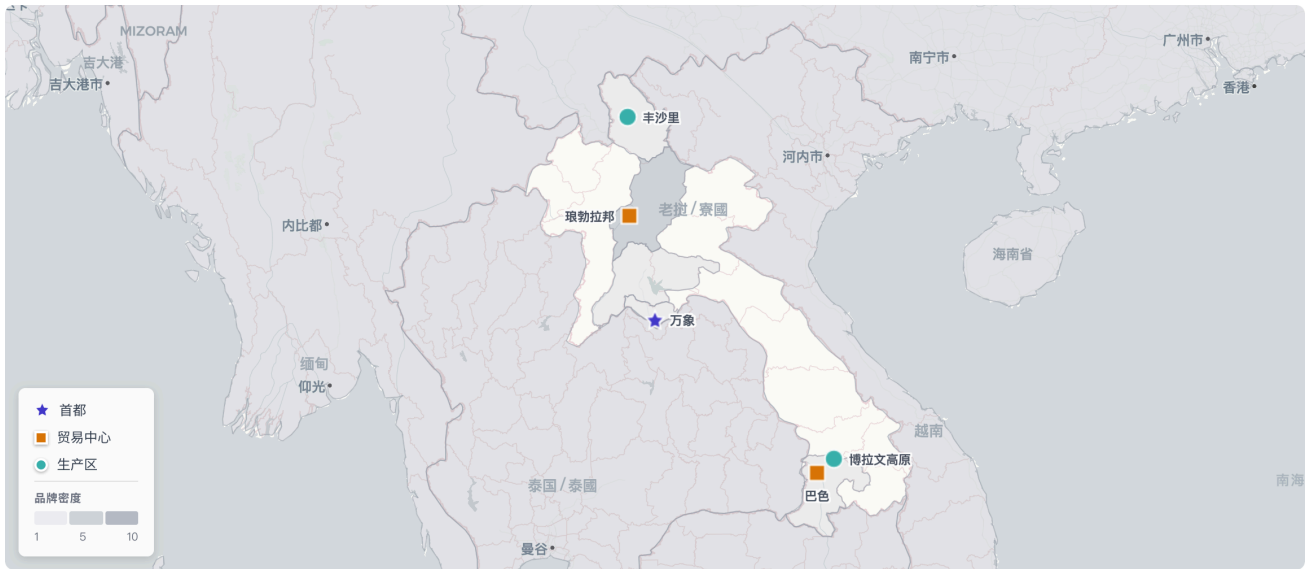 MIZORAM
吉大港
吉大港市
广州市
南宁市
香港
丰沙里
河内市
琅勃拉邦
老挝/寮國
内比都
海南省
万象
缅甸
仰光
首都
贸易中心
生产区
品牌密度
1 5 10
越南
博拉文高原
巴色
泰国/泰國
南海
曼谷